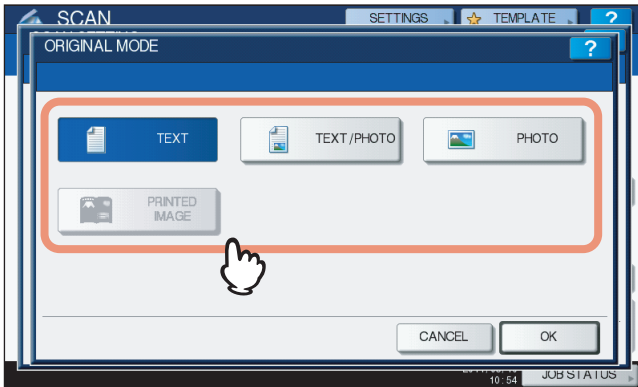 SCAN
SETTINGS
TEMPLATE
?
ORIGINAL MODE
?
TEXT
TEXT/PHOTO
PHOTO
PRINTED
IMAGE
CANCEL
OK
10:54
JOB STATUS